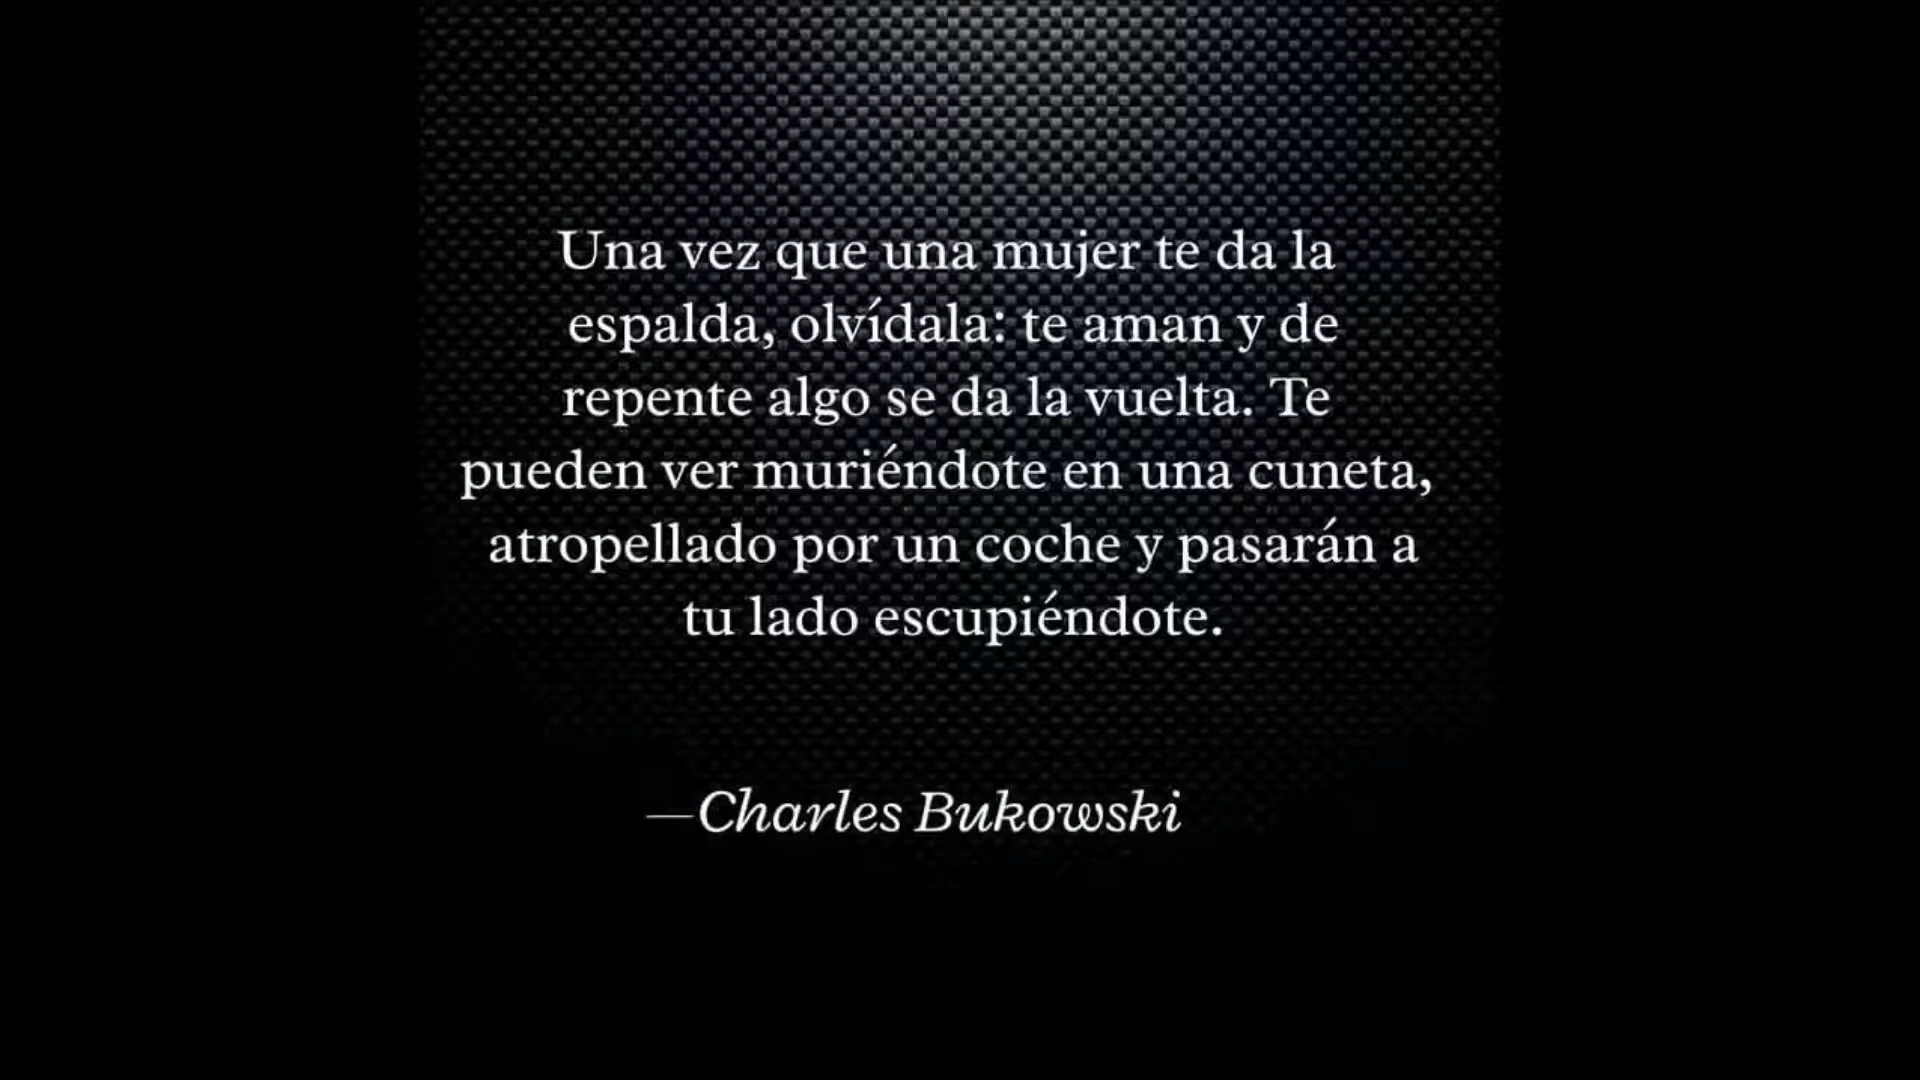 Una vez que una mujer te da la
espalda, olvídala: te aman y de
repente algo se da la vuelta. Te
pueden ver muriéndote en una cuneta,
atropellado por un coche y pasarán a
tu lado escupiéndote.
—Charles Bukowski